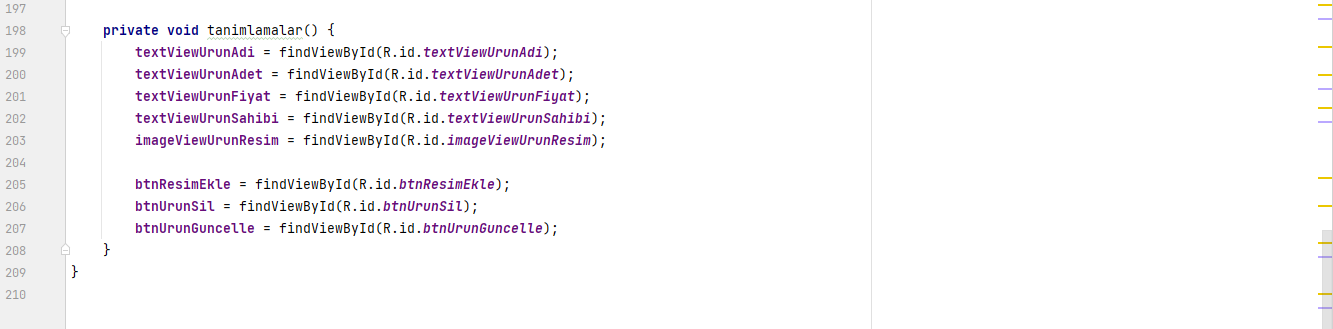 197
198 private void tanimlamalar() {
199 textViewUrunAdi = findViewById(R.id.textViewUrunAdi);
200 textViewUrunAdet = findViewById(R.id.textViewUrunAdet);
201 textViewUrunFiyat = findViewById(R.id.textViewUrunFiyat);
202 textViewUrunSahibi = findViewById(R.id.textViewUrunSahibi);
203 imageViewUrunResim = findViewById(R.id.imageViewUrunResim);
204
205 btnResimEkle = findViewById(R.id.btnResimEkle);
206 btnUrunSil = findViewById(R.id.btnUrunSil);
207 btnUrunGuncelle = findViewById(R.id.btnUrunGuncelle);
208 }
209 }
210